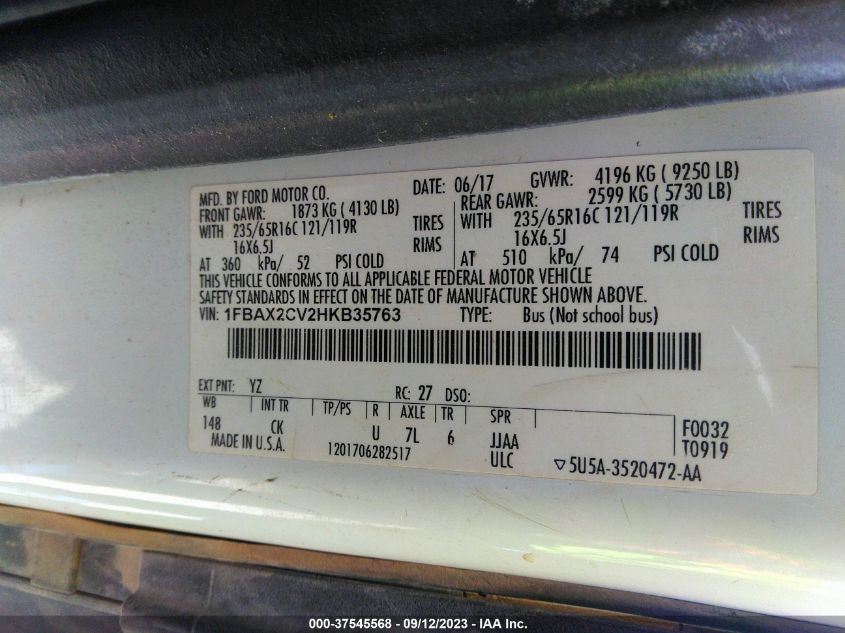 MFD. BY FORD MOTOR CO.
DATE: 06/17 GVWR: 4196 KG ( 9250 LB)
FRONT GAWR: 1873 KG ( 4130 LB)
REAR GAWR: 2599 KG ( 5730 LB)
WITH 235/65R16C 121/119R TIRES
WITH 235/65R16C 121/119R TIRES
16X6.5J RIMS
16X6.5J RIMS
AT 360 kPa/ 52 PSI COLD
AT 510 kPa/ 74 PSI COLD
THIS VEHICLE CONFORMS TO ALL APPLICABLE FEDERAL MOTOR VEHICLE
SAFETY STANDARDS IN EFFECT ON THE DATE OF MANUFACTURE SHOWN ABOVE.
VIN: 1FBAX2CV2HKB35763 TYPE: Bus (Not school bus)
EXT PNT: YZ RC: 27 DSO:
WB INT TR TP/PS R AXLE TR SPR
148 CK U 7L 6 JJAA F0032
MADE IN U.S.A. 1201706282517 ULC ▽5U5A-3520472-AA T0919
000-37545568 - 09/12/2023 - IAA Inc.